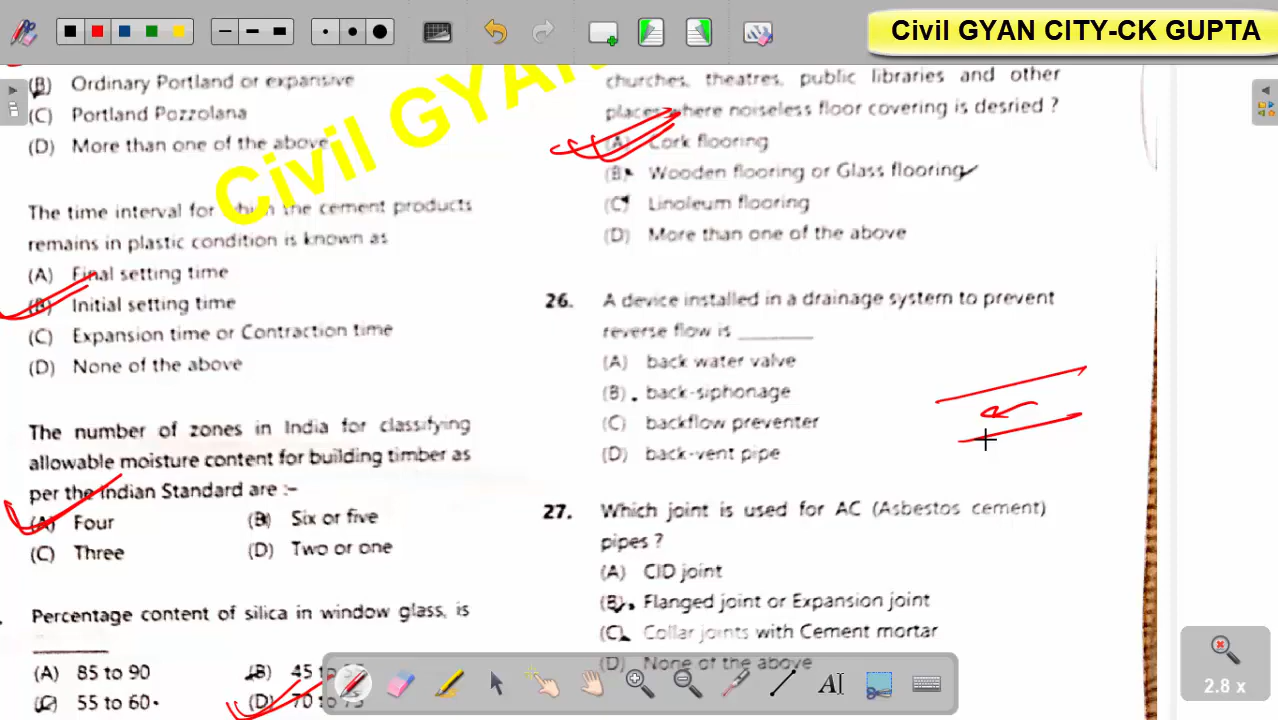 Civil GYAN CITY-CK GUPTA
Civil GYAN
(B) Ordinary Portland or expansive
(C) Portland Pozzolana
(D) More than one of the above
The time interval for which the cement products
remains in plastic condition is known as
(A) Final setting time
(B) Initial setting time
(C) Expansion time or Contraction time
(D) None of the above
The number of zones in India for classifying
allowable moisture content for building timber as
per the Indian Standard are :-
(A) Four (B) Six or five
(C) Three (D) Two or one
Percentage content of silica in window glass, is
(A) 85 to 90 (B) 45 to
(C) 55 to 60 (D) 70 to 75
churches, theatres, public libraries and other
places where noiseless floor covering is desried ?
(A) Cork flooring
(B) Wooden flooring or Glass flooring
(C) Linoleum flooring
(D) More than one of the above
26. A device installed in a drainage system to prevent
reverse flow is ________
(A) back water valve
(B) back-siphonage
(C) backflow preventer
(D) back-vent pipe
27. Which joint is used for AC (Asbestos cement)
pipes ?
(A) CID joint
(B) Flanged joint or Expansion joint
(C) Collar joints with Cement mortar
(D) None of the above
AI
2.8 x